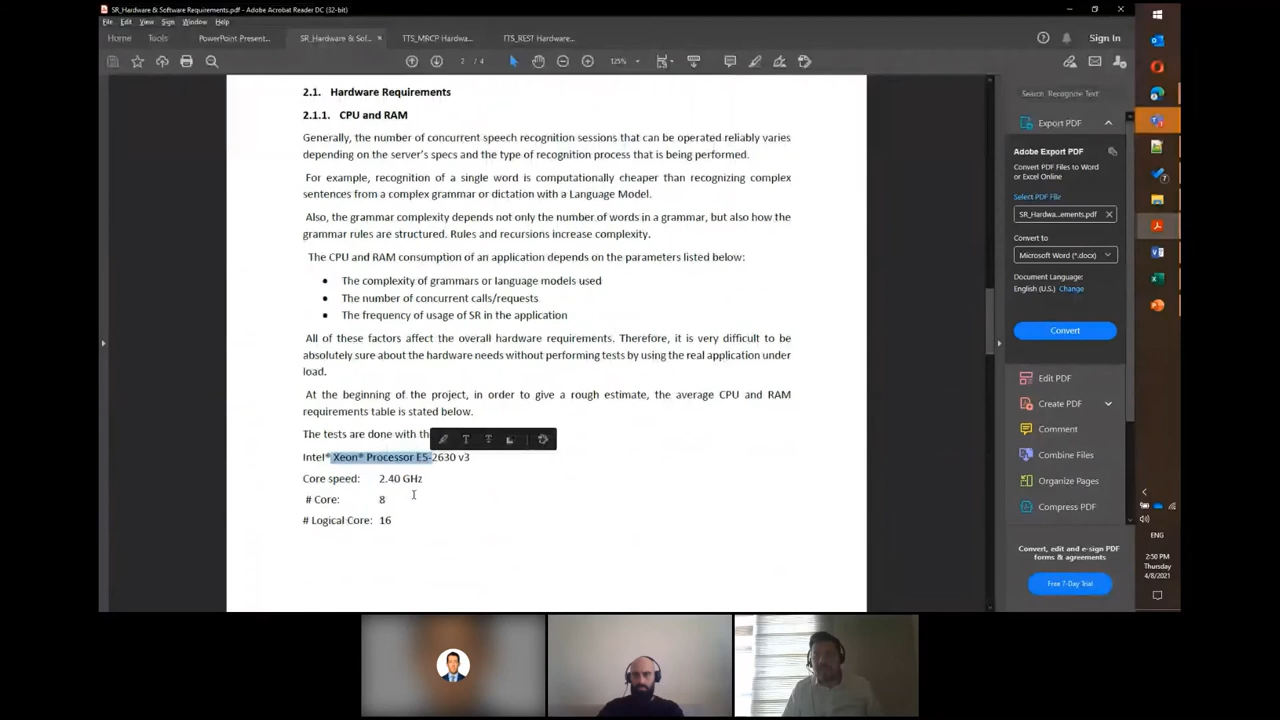 SR_Hardware & Software Requirements.pdf - Adobe Acrobat Reader DC (32-bit)
File Edit View Sign Window Help
Home Tools PowerPoint Present... SR_Hardware & Sof... TTS_MRCP Hardwa... TTS_REST Hardware... Sign In
2 / 4 125%
2.1. Hardware Requirements
2.1.1. CPU and RAM
Generally, the number of concurrent speech recognition sessions that can be operated reliably varies
depending on the server's specs and the type of recognition process that is being performed.
For example, recognition of a single word is computationally cheaper than recognizing complex
sentences from a complex grammar or dictation with a Language Model.
Also, the grammar complexity depends not only the number of words in a grammar, but also how the
grammar rules are structured. Rules and recursions increase complexity.
The CPU and RAM consumption of an application depends on the parameters listed below:
• The complexity of grammars or language models used
• The number of concurrent calls/requests
• The frequency of usage of SR in the application
All of these factors affect the overall hardware requirements. Therefore, it is very difficult to be
absolutely sure about the hardware needs without performing tests by using the real application under
load.
At the beginning of the project, in order to give a rough estimate, the average CPU and RAM
requirements table is stated below.
The tests are done with th
Intel® Xeon® Processor E5-2630 v3
Core speed: 2.40 GHz
# Core: 8
# Logical Core: 16
Search 'Recognize Text'
Export PDF
Adobe Export PDF
Convert PDF Files to Word
or Excel Online
Select PDF File
SR_Hardwa...ements.pdf
Convert to
Microsoft Word (*.docx)
Document Language:
English (U.S.) Change
Convert
Edit PDF
Create PDF
Comment
Combine Files
Organize Pages
Compress PDF
Convert, edit and e-sign PDF
forms & agreements
Free 7-Day Trial
7
ENG
2:50 PM
Thursday
4/8/2021